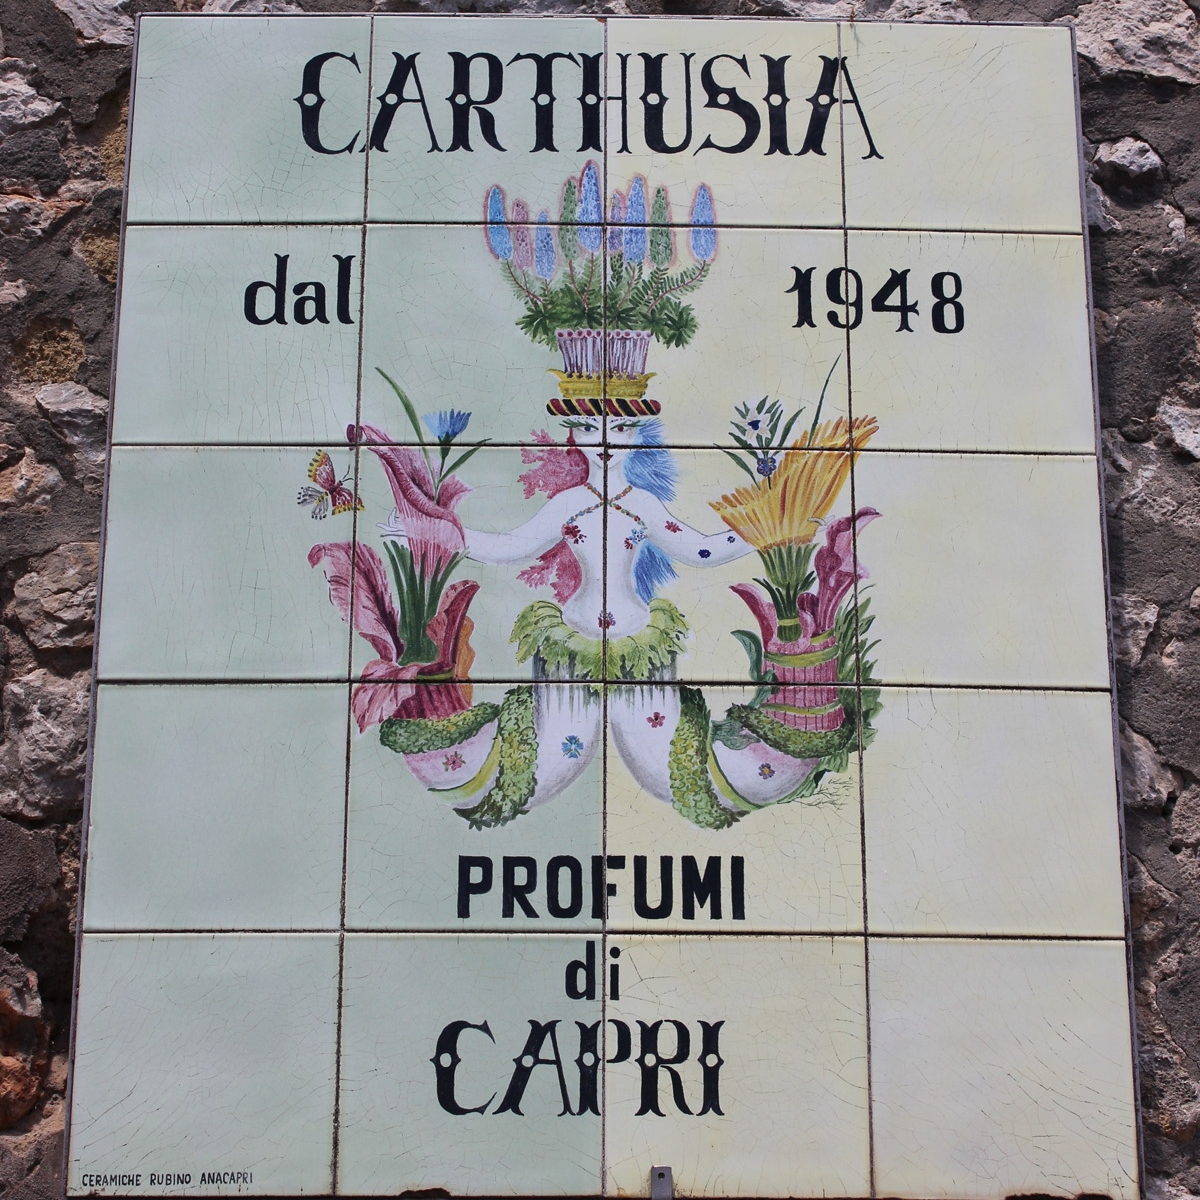 CARTHUSIA
dal 1948
PROFUMI
di
CAPRI
CERAMICHE RUBINO ANACAPRI